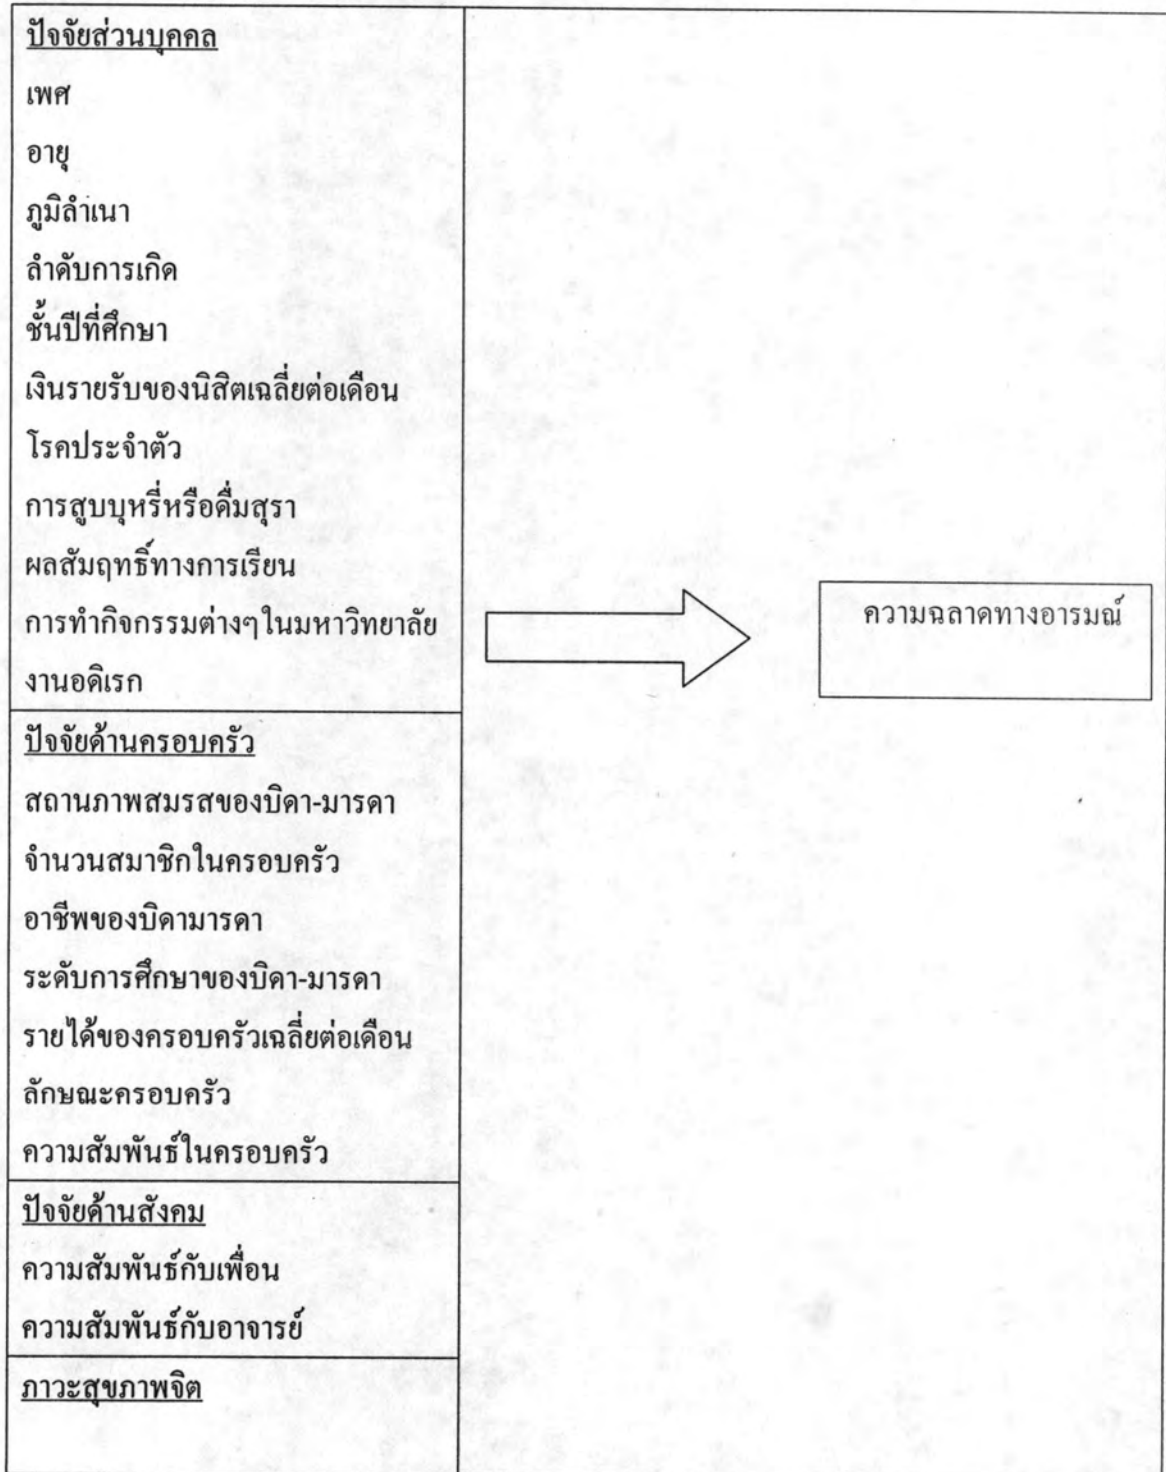 ปัจจัยส่วนบุคคล
เพศ
อายุ
ภูมิลำเนา
ลำดับการเกิด
ชั้นปีที่ศึกษา
เงินรายรับของนิสิตเฉลี่ยต่อเดือน
โรคประจำตัว
การสูบบุหรี่หรือดื่มสุรา
ผลสัมฤทธิ์ทางการเรียน
การทำกิจกรรมต่างๆในมหาวิทยาลัย
งานอดิเรก
ความฉลาดทางอารมณ์
ปัจจัยด้านครอบครัว
สถานภาพสมรสของบิดา-มารดา
จำนวนสมาชิกในครอบครัว
อาชีพของบิดามารดา
ระดับการศึกษาของบิดา-มารดา
รายได้ของครอบครัวเฉลี่ยต่อเดือน
ลักษณะครอบครัว
ความสัมพันธ์ในครอบครัว
ปัจจัยด้านสังคม
ความสัมพันธ์กับเพื่อน
ความสัมพันธ์กับอาจารย์
ภาวะสุขภาพจิต